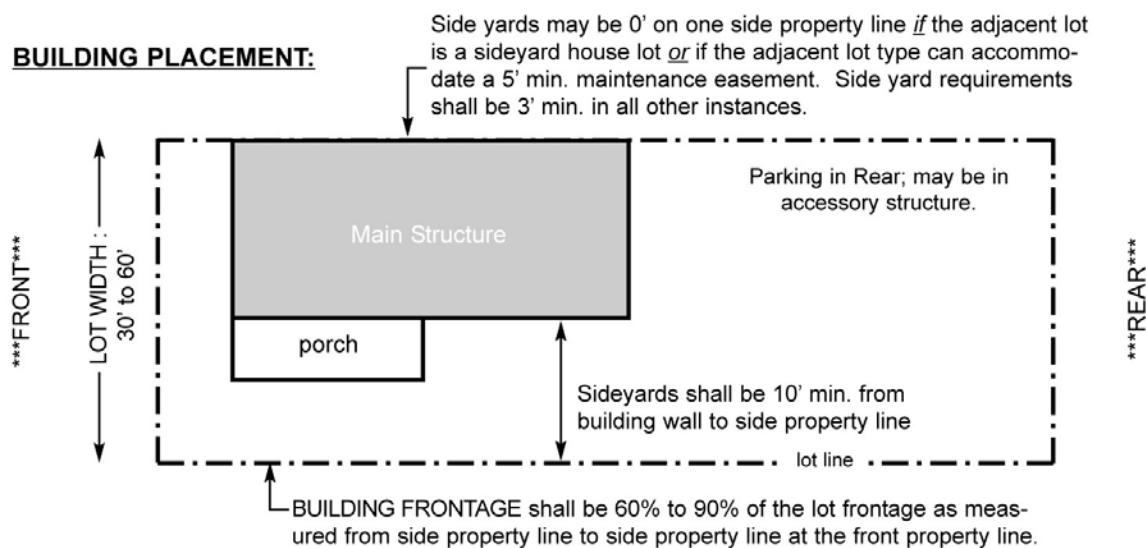 BUILDING PLACEMENT:
Side yards may be 0’ on one side property line if the adjacent lot
is a sideyard house lot or if the adjacent lot type can accommo-
date a 5’ min. maintenance easement. Side yard requirements
shall be 3’ min. in all other instances.
***FRONT***
LOT WIDTH :
30’ to 60’
Main Structure
porch
Parking in Rear; may be in
accessory structure.
***REAR***
Sideyards shall be 10’ min. from
building wall to side property line
lot line
BUILDING FRONTAGE shall be 60% to 90% of the lot frontage as meas-
ured from side property line to side property line at the front property line.